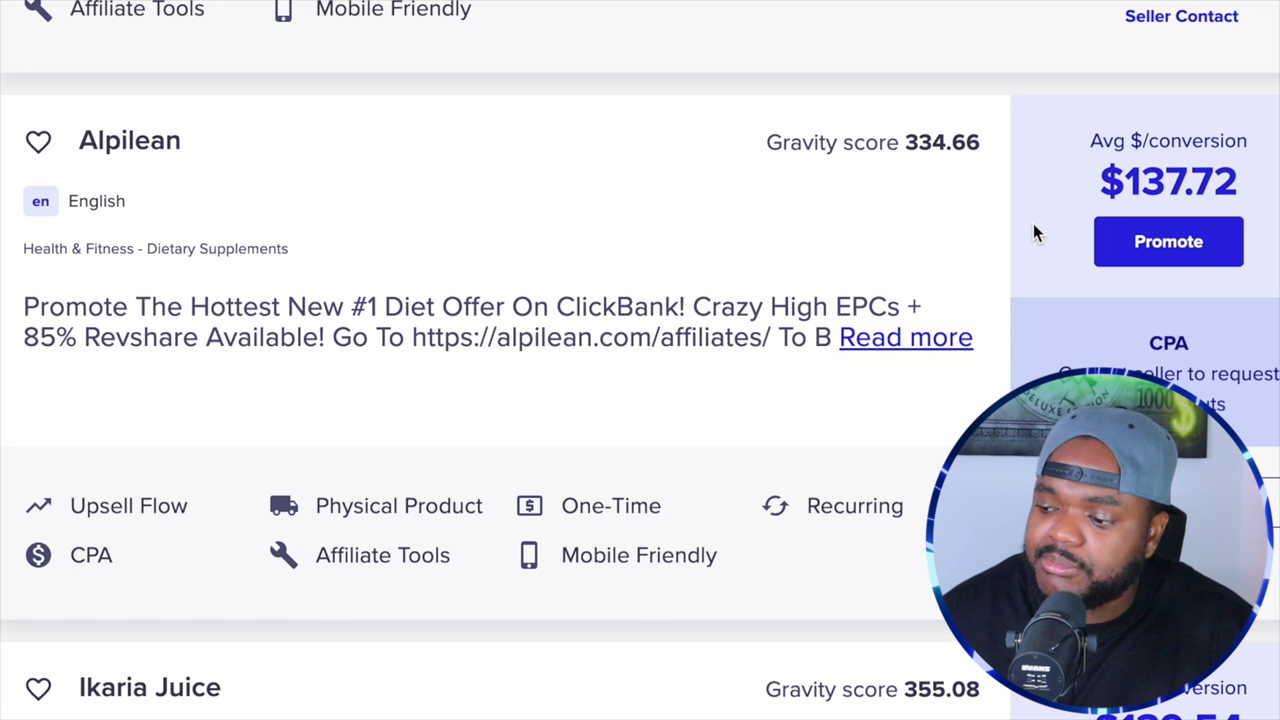 Affiliate Tools
Mobile Friendly
Seller Contact
Alpilean
Gravity score 334.66
Avg $/conversion
$137.72
Promote
en English
Health & Fitness - Dietary Supplements
Promote The Hottest New #1 Diet Offer On ClickBank! Crazy High EPCs +
85% Revshare Available! Go To https://alpilean.com/affiliates/ To B Read more
CPA
to request
Upsell Flow
Physical Product
One-Time
Recurring
CPA
Affiliate Tools
Mobile Friendly
Ikaria Juice
Gravity score 355.08
1000